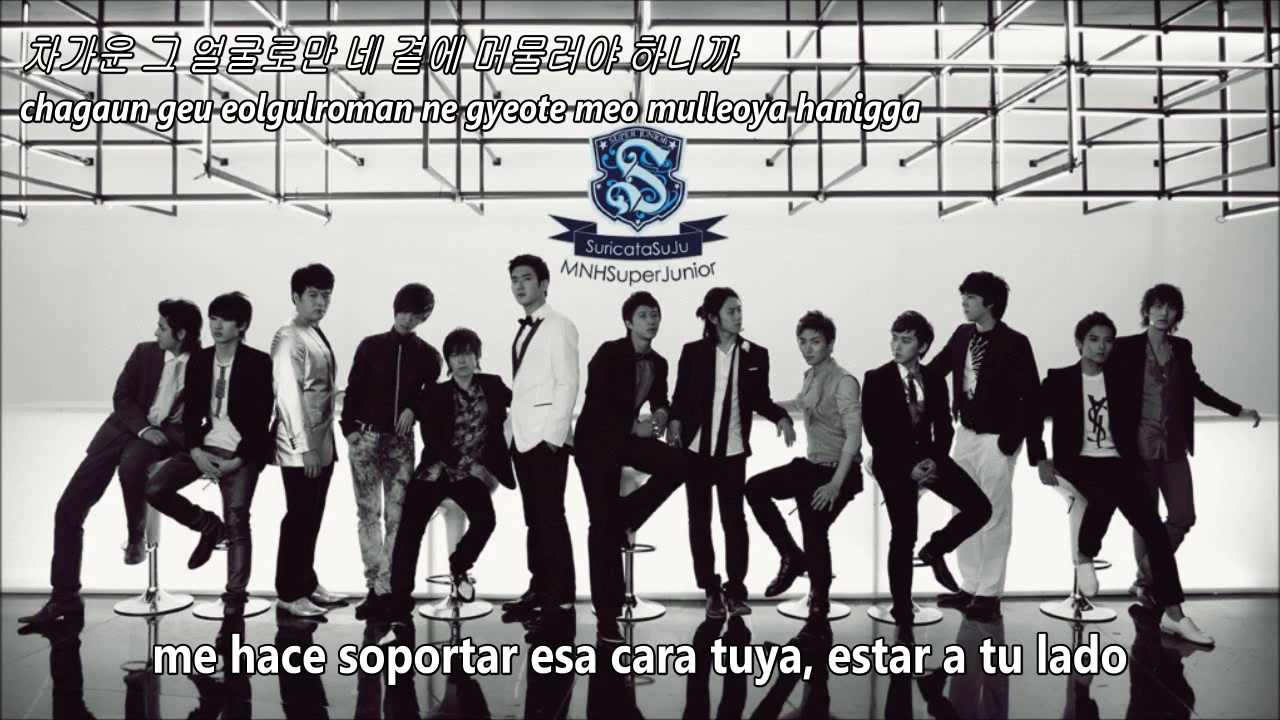 차가운 그 얼굴로만 네 곁에 머물러야 하니까
chagaun geu eolgulroman ne gyeote meo mulleoya hanigga
SUPER JUNIOR
S
SuricataSuJu
MNHSuperJunior
YSL
me hace soportar esa cara tuya, estar a tu lado